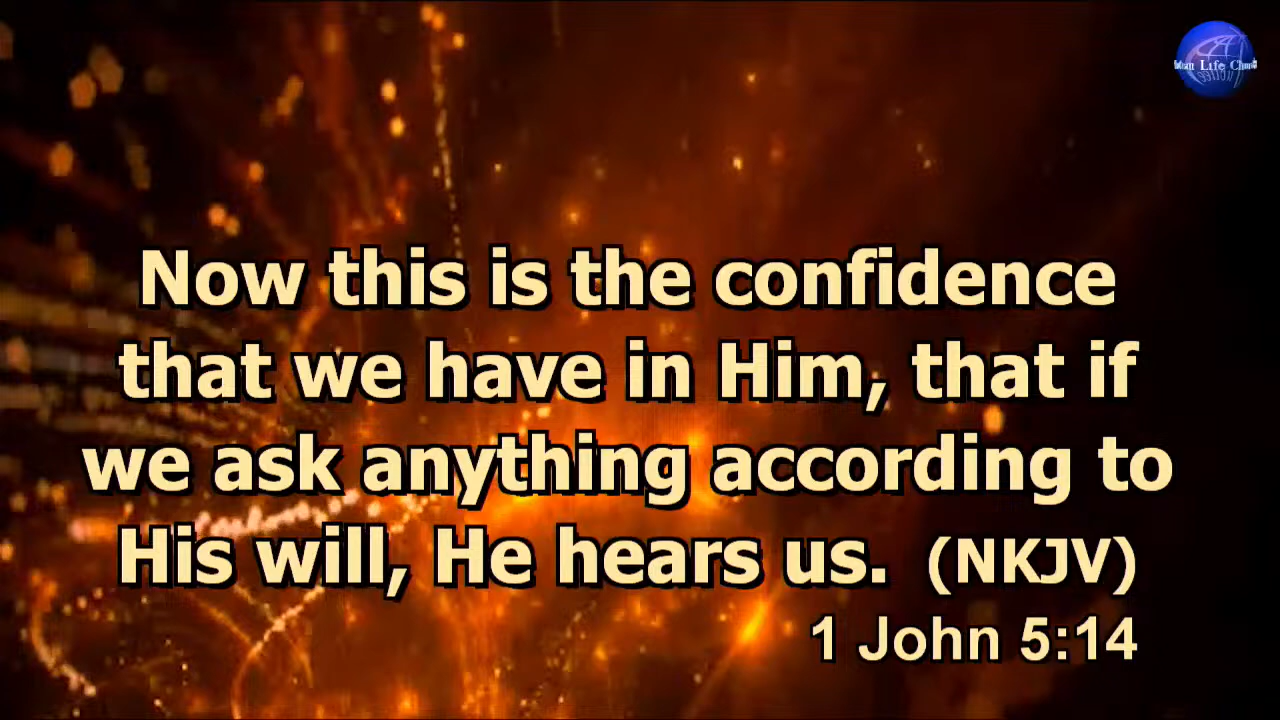 Life
Now this is the confidence
that we have in Him, that if
we ask anything according to
His will, He hears us. (NKJV)
1 John 5:14